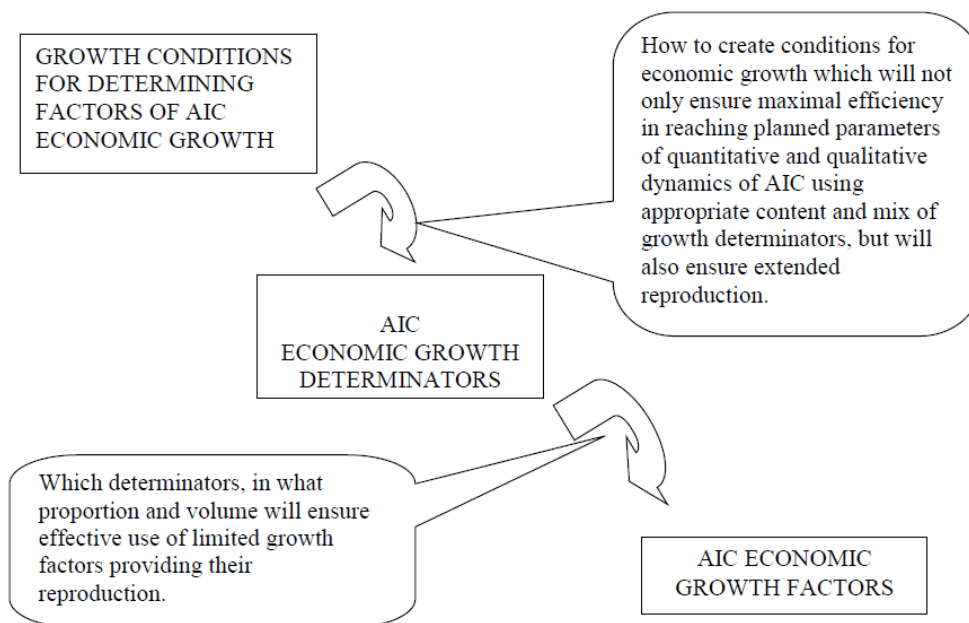 GROWTH CONDITIONS
FOR DETERMINING
FACTORS OF AIC
ECONOMIC GROWTH
How to create conditions for
economic growth which will not
only ensure maximal efficiency
in reaching planned parameters
of quantitative and qualitative
dynamics of AIC using
appropriate content and mix of
growth determinators, but will
also ensure extended
reproduction.
AIC
ECONOMIC GROWTH
DETERMINATORS
Which determinators, in what
proportion and volume will ensure
effective use of limited growth
factors providing their
reproduction.
AIC ECONOMIC
GROWTH FACTORS